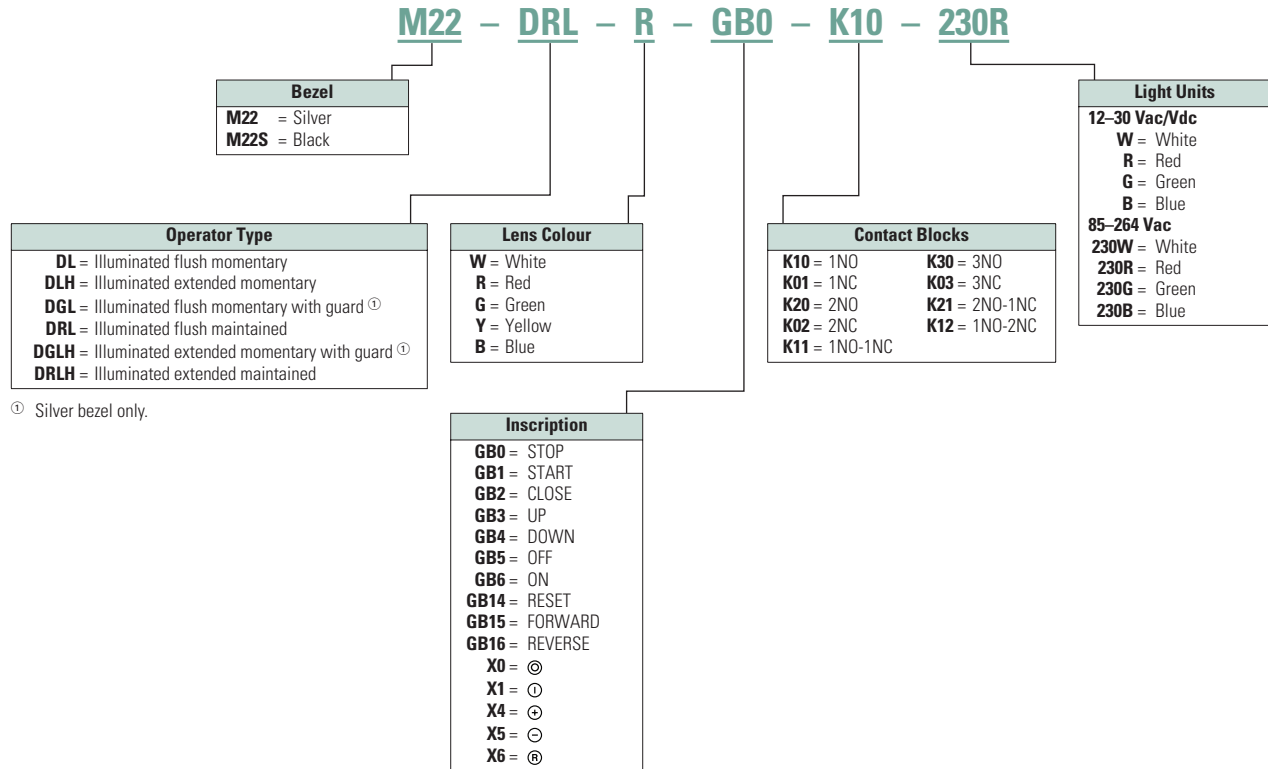 M22 – DRL – R – GB0 – K10 – 230R
Bezel
M22 = Silver
M22S = Black
Operator Type
DL = Illuminated flush momentary
DLH = Illuminated extended momentary
DGL = Illuminated flush momentary with guard ①
DRL = Illuminated flush maintained
DGLH = Illuminated extended momentary with guard ①
DRLH = Illuminated extended maintained
① Silver bezel only.
Lens Colour
W = White
R = Red
G = Green
Y = Yellow
B = Blue
Inscription
GB0 = STOP
GB1 = START
GB2 = CLOSE
GB3 = UP
GB4 = DOWN
GB5 = OFF
GB6 = ON
GB14 = RESET
GB15 = FORWARD
GB16 = REVERSE
X0 = ⌾
X1 = ⏼
X4 = ⊕
X5 = ⊖
X6 = ®
Contact Blocks
K10 = 1NO K30 = 3NO
K01 = 1NC K03 = 3NC
K20 = 2NO K21 = 2NO-1NC
K02 = 2NC K12 = 1NO-2NC
K11 = 1NO-1NC
Light Units
12–30 Vac/Vdc
W = White
R = Red
G = Green
B = Blue
85–264 Vac
230W = White
230R = Red
230G = Green
230B = Blue